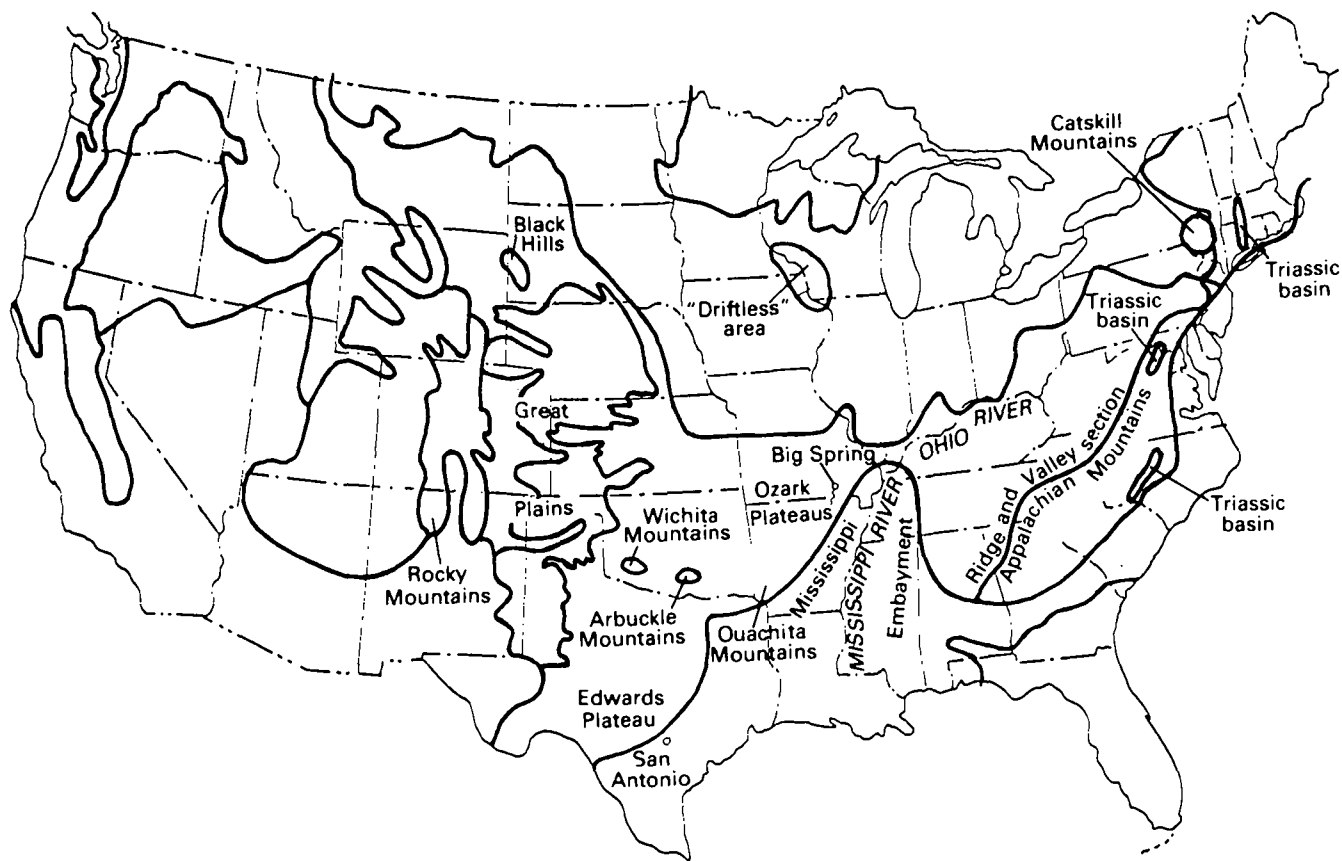 Catskill
Mountains
Black
Hills
Triassic
basin
"Driftless"
area
Triassic
basin
Great
OHIO RIVER
Big Spring
Ridge and Valley section
Appalachian Mountains
Plains
Ozark
Plateaus
Triassic
basin
Wichita
Mountains
Mississippi
MISSISSIPPI RIVER
Embayment
Rocky
Mountains
Arbuckle
Mountains
Ouachita
Mountains
Edwards
Plateau
San
Antonio